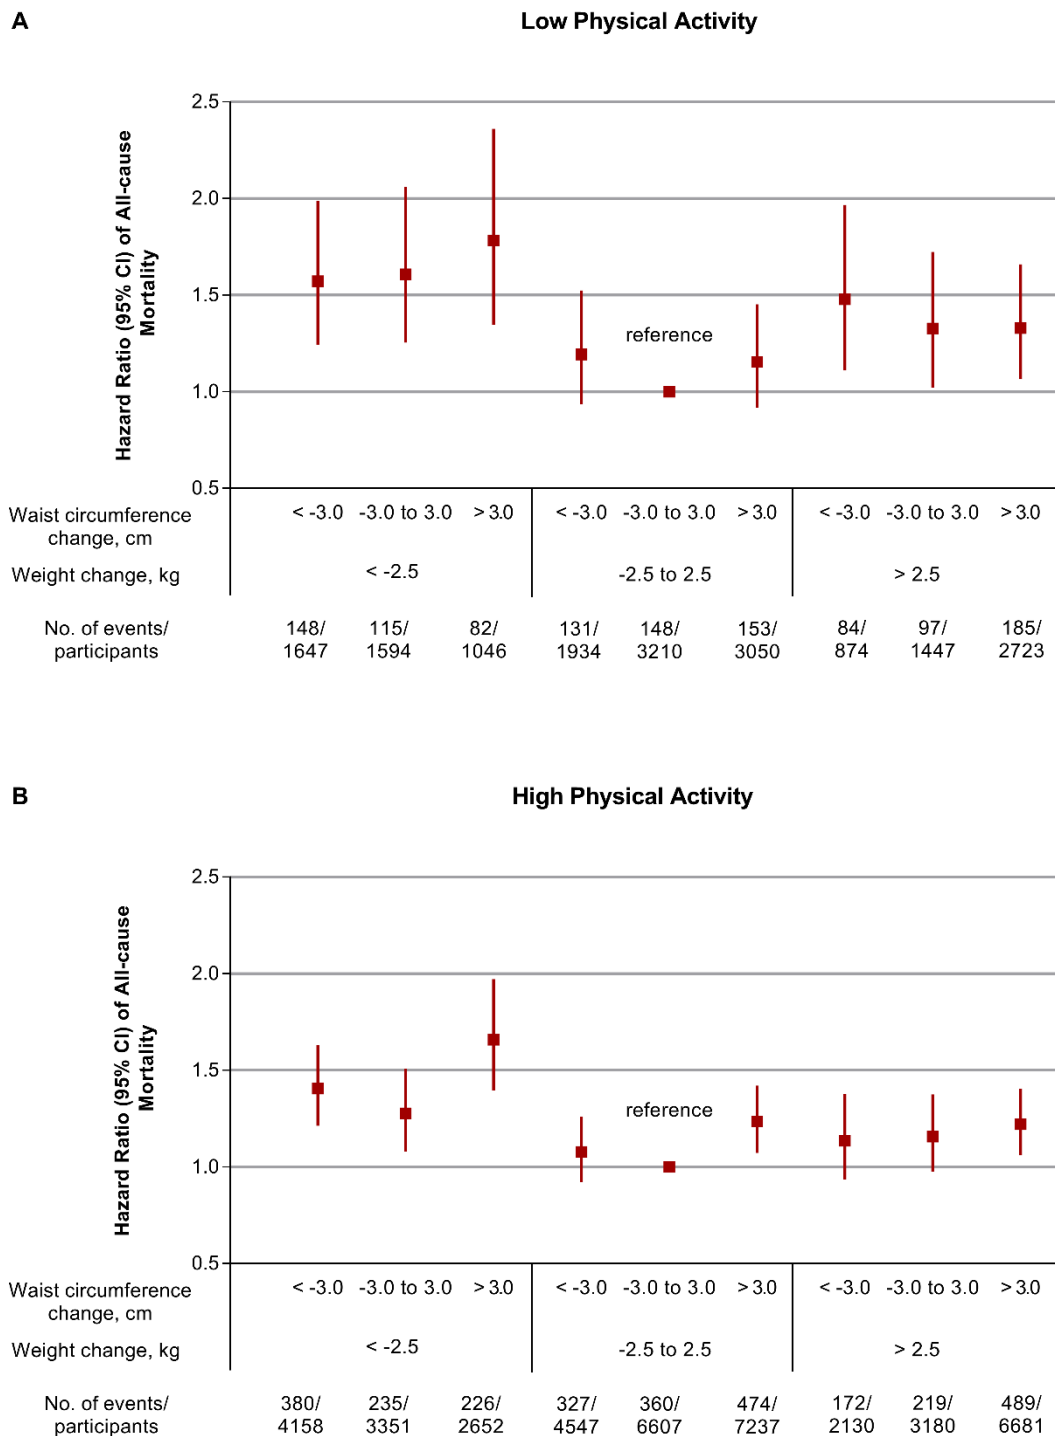 A
Low Physical Activity
Hazard Ratio (95% CI) of All-cause
Mortality
2.5
2.0
1.5
1.0
0.5
reference
Waist circumference
change, cm
< -3.0 -3.0 to 3.0 > 3.0 < -3.0 -3.0 to 3.0 > 3.0 < -3.0 -3.0 to 3.0 > 3.0
Weight change, kg < -2.5 -2.5 to 2.5 > 2.5
No. of events/ 148/ 115/ 82/ 131/ 148/ 153/ 84/ 97/ 185/
participants 1647 1594 1046 1934 3210 3050 874 1447 2723
B
High Physical Activity
Hazard Ratio (95% CI) of All-cause
Mortality
2.5
2.0
1.5
1.0
0.5
reference
Waist circumference
change, cm
< -3.0 -3.0 to 3.0 > 3.0 < -3.0 -3.0 to 3.0 > 3.0 < -3.0 -3.0 to 3.0 > 3.0
Weight change, kg < -2.5 -2.5 to 2.5 > 2.5
No. of events/ 380/ 235/ 226/ 327/ 360/ 474/ 172/ 219/ 489/
participants 4158 3351 2652 4547 6607 7237 2130 3180 6681